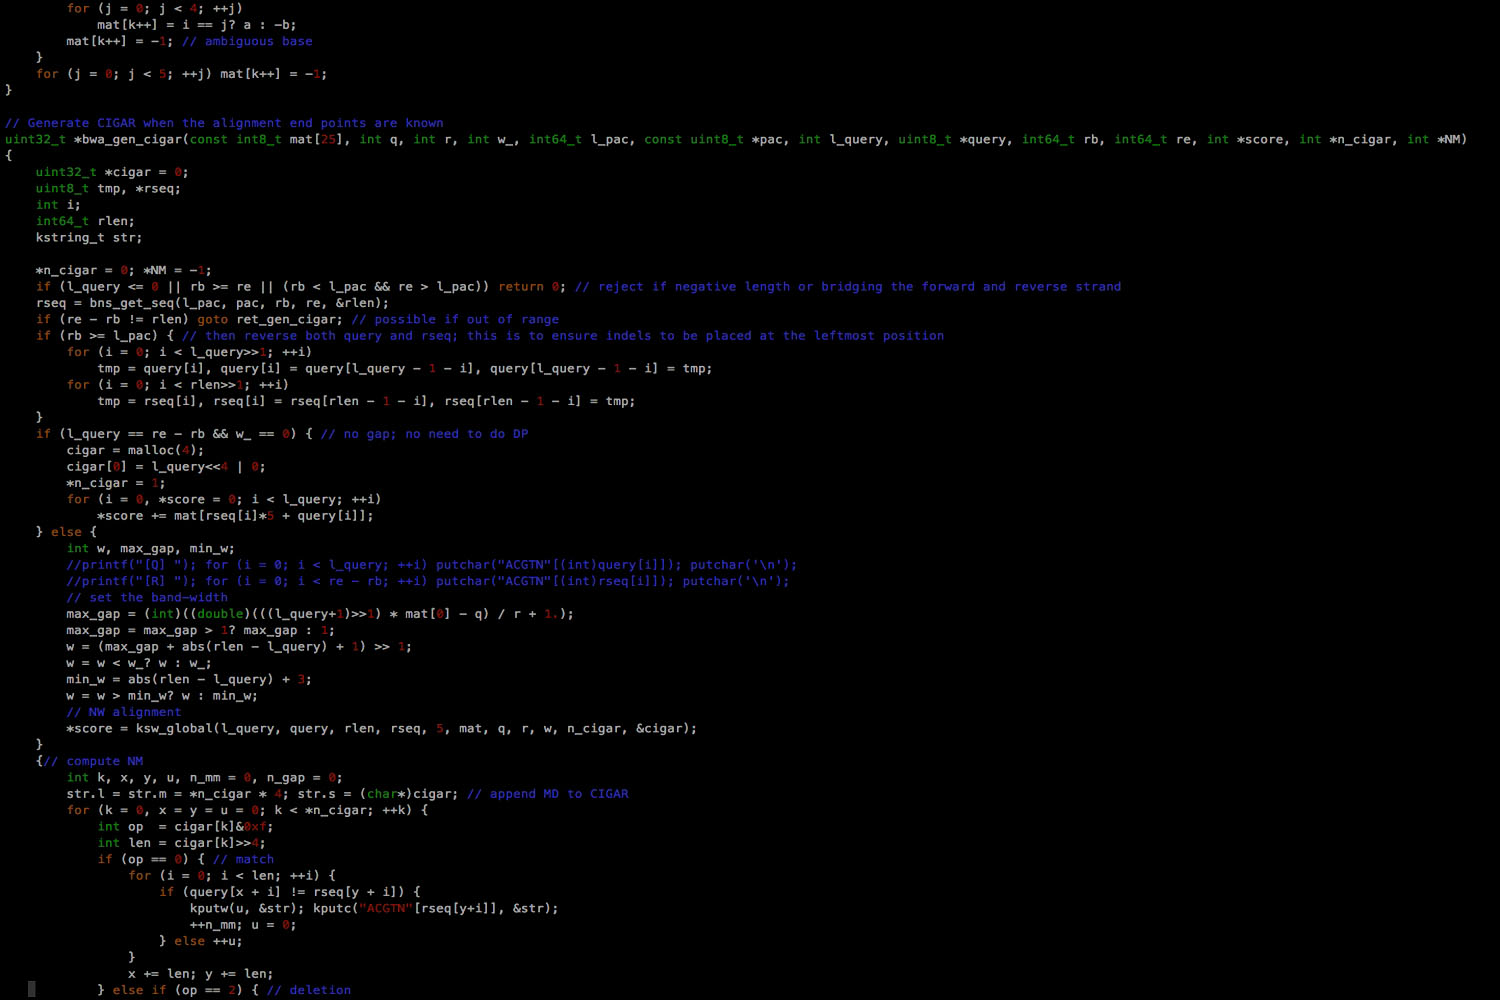 for (j = 0; j < 4; ++j)
            mat[k++] = i == j? a : -b;
        mat[k++] = -1; // ambiguous base
    }
    for (j = 0; j < 5; ++j) mat[k++] = -1;
}

// Generate CIGAR when the alignment end points are known
uint32_t *bwa_gen_cigar(const int8_t mat[25], int q, int r, int w_, int64_t l_pac, const uint8_t *pac, int l_query, uint8_t *query, int64_t rb, int64_t re, int *score, int *n_cigar, int *NM)
{
    uint32_t *cigar = 0;
    uint8_t tmp, *rseq;
    int i;
    int64_t rlen;
    kstring_t str;

    *n_cigar = 0; *NM = -1;
    if (l_query <= 0 || rb >= re || (rb < l_pac && re > l_pac)) return 0; // reject if negative length or bridging the forward and reverse strand
    rseq = bns_get_seq(l_pac, pac, rb, re, &rlen);
    if (re - rb != rlen) goto ret_gen_cigar; // possible if out of range
    if (rb >= l_pac) { // then reverse both query and rseq; this is to ensure indels to be placed at the leftmost position
        for (i = 0; i < l_query>>1; ++i)
            tmp = query[i], query[i] = query[l_query - 1 - i], query[l_query - 1 - i] = tmp;
        for (i = 0; i < rlen>>1; ++i)
            tmp = rseq[i], rseq[i] = rseq[rlen - 1 - i], rseq[rlen - 1 - i] = tmp;
    }
    if (l_query == re - rb && w_ == 0) { // no gap; no need to do DP
        cigar = malloc(4);
        cigar[0] = l_query<<4 | 0;
        *n_cigar = 1;
        for (i = 0, *score = 0; i < l_query; ++i)
            *score += mat[rseq[i]*5 + query[i]];
    } else {
        int w, max_gap, min_w;
        //printf("[Q] "); for (i = 0; i < l_query; ++i) putchar("ACGTN"[(int)query[i]]); putchar('\n');
        //printf("[R] "); for (i = 0; i < re - rb; ++i) putchar("ACGTN"[(int)rseq[i]]); putchar('\n');
        // set the band-width
        max_gap = (int)((double)(((l_query+1)>>1) * mat[0] - q) / r + 1.);
        max_gap = max_gap > 1? max_gap : 1;
        w = (max_gap + abs(rlen - l_query) + 1) >> 1;
        w = w < w_? w : w_;
        min_w = abs(rlen - l_query) + 3;
        w = w > min_w? w : min_w;
        // NW alignment
        *score = ksw_global(l_query, query, rlen, rseq, 5, mat, q, r, w, n_cigar, &cigar);
    }
    {// compute NM
        int k, x, y, u, n_mm = 0, n_gap = 0;
        str.l = str.m = *n_cigar * 4; str.s = (char*)cigar; // append MD to CIGAR
        for (k = 0, x = y = u = 0; k < *n_cigar; ++k) {
            int op  = cigar[k]&0xf;
            int len = cigar[k]>>4;
            if (op == 0) { // match
                for (i = 0; i < len; ++i) {
                    if (query[x + i] != rseq[y + i]) {
                        kputw(u, &str); kputc("ACGTN"[rseq[y+i]], &str);
                        ++n_mm; u = 0;
                    } else ++u;
                }
                x += len; y += len;
            } else if (op == 2) { // deletion